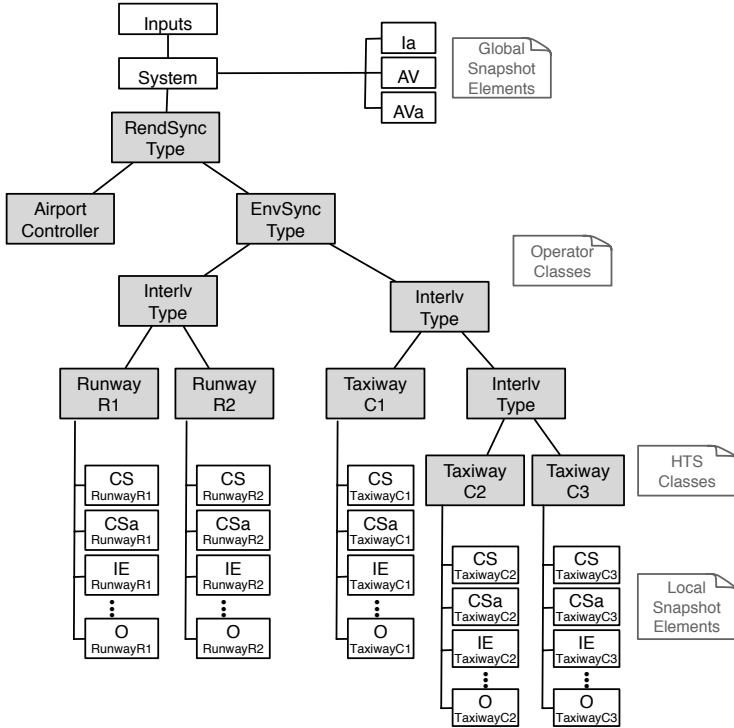 Inputs
Ia
Global
Snapshot
Elements
System
AV
AVa
RendSync
Type
Airport
Controller
EnvSync
Type
Operator
Classes
Interlv
Type
Interlv
Type
Runway
R1
Runway
R2
Taxiway
C1
Interlv
Type
HTS
Classes
Taxiway
C2
Taxiway
C3
CS
RunwayR1
CSa
RunwayR1
IE
RunwayR1
O
RunwayR1
CS
RunwayR2
CSa
RunwayR2
IE
RunwayR2
O
RunwayR2
CS
TaxiwayC1
CSa
TaxiwayC1
IE
TaxiwayC1
O
TaxiwayC1
CS
TaxiwayC2
CSa
TaxiwayC2
IE
TaxiwayC2
O
TaxiwayC2
CS
TaxiwayC3
CSa
TaxiwayC3
IE
TaxiwayC3
O
TaxiwayC3
Local
Snapshot
Elements